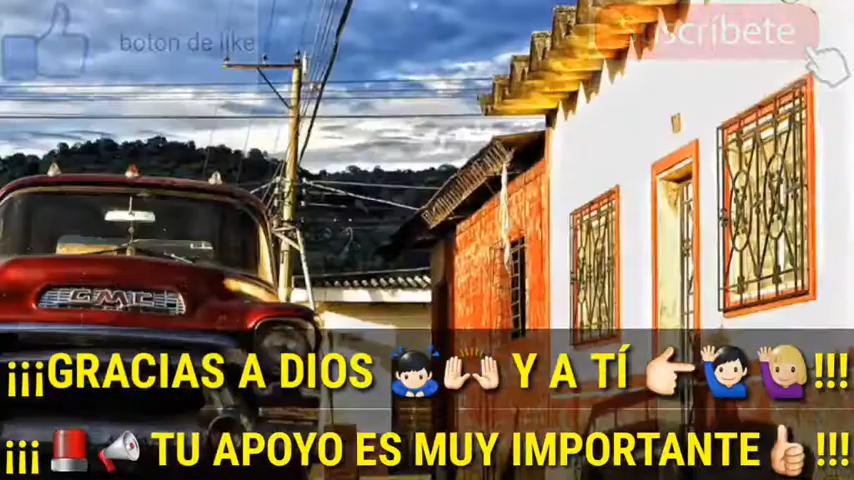 boton de like
Suscríbete
GMC
¡¡¡GRACIAS A DIOS 🙇🏻‍♂️🙌🏻 Y A TÍ 👉🏻🙋🏻‍♂️🙋🏼‍♀️!!!
¡¡¡🚨📢TU APOYO ES MUY IMPORTANTE👍🏻!!!